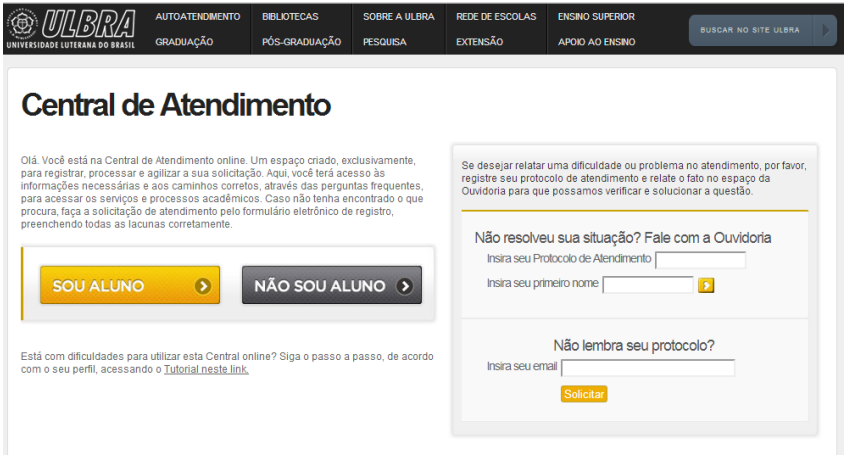 ULBRA
UNIVERSIDADE LUTERANA DO BRASIL
AUTOATENDIMENTO
BIBLIOTECAS
SOBRE A ULBRA
REDE DE ESCOLAS
ENSINO SUPERIOR
GRADUAÇÃO
PÓS-GRADUAÇÃO
PESQUISA
EXTENSÃO
APOIO AO ENSINO
BUSCAR NO SITE ULBRA
Central de Atendimento
Olá. Você está na Central de Atendimento online. Um espaço criado, exclusivamente,
para registrar, processar e agilizar a sua solicitação. Aqui, você terá acesso às
informações necessárias e aos caminhos corretos, através das perguntas frequentes,
para acessar os serviços e processos acadêmicos. Caso não tenha encontrado o que
procura, faça a solicitação de atendimento pelo formulário eletrônico de registro,
preenchendo todas as lacunas corretamente.
SOU ALUNO
NÃO SOU ALUNO
Está com dificuldades para utilizar esta Central online? Siga o passo a passo, de acordo
com o seu perfil, acessando o Tutorial neste link.
Se desejar relatar uma dificuldade ou problema no atendimento, por favor,
registre seu protocolo de atendimento e relate o fato no espaço da
Ouvidoria para que possamos verificar e solucionar a questão.
Não resolveu sua situação? Fale com a Ouvidoria
Insira seu Protocolo de Atendimento
Insira seu primeiro nome
Não lembra seu protocolo?
Insira seu email
Solicitar